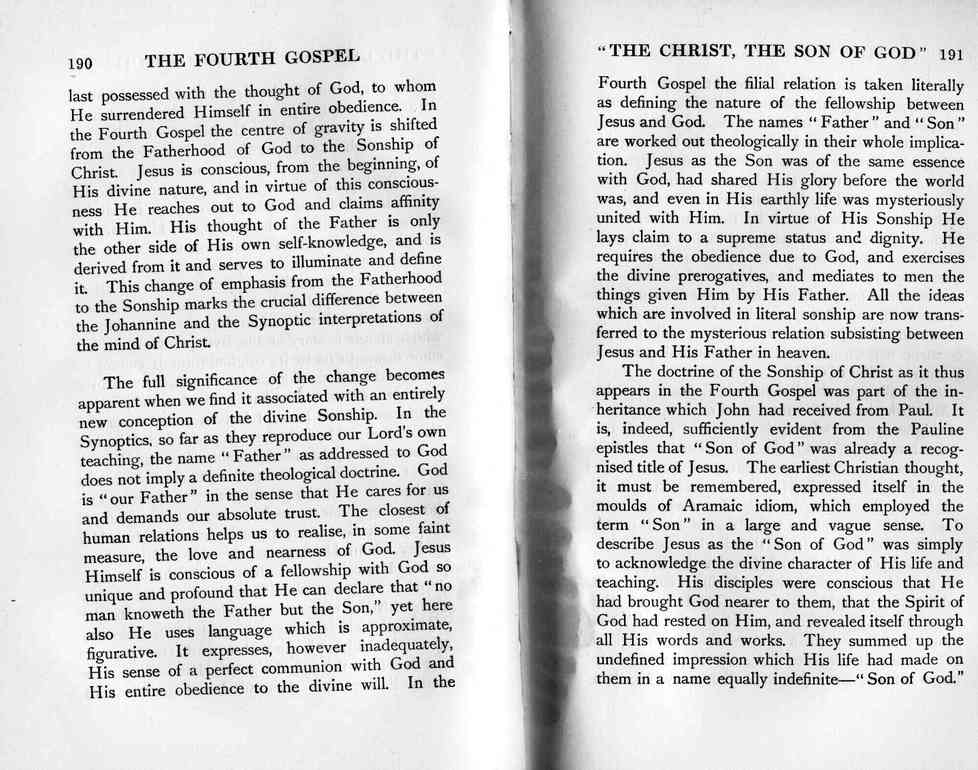 190 THE FOURTH GOSPEL
last possessed with the thought of God, to whom
He surrendered Himself in entire obedience. In
the Fourth Gospel the centre of gravity is shifted
from the Fatherhood of God to the Sonship of
Christ. Jesus is conscious, from the beginning, of
His divine nature, and in virtue of this conscious-
ness He reaches out to God and claims affinity
with Him. His thought of the Father is only
the other side of His own self-knowledge, and is
derived from it and serves to illuminate and define
it. This change of emphasis from the Fatherhood
to the Sonship marks the crucial difference between
the Johannine and the Synoptic interpretations of
the mind of Christ.
The full significance of the change becomes
apparent when we find it associated with an entirely
new conception of the divine Sonship. In the
Synoptics, so far as they reproduce our Lord's own
teaching, the name "Father" as addressed to God
does not imply a definite theological doctrine. God
is "our Father" in the sense that He cares for us
and demands our absolute trust. The closest of
human relations helps us to realise, in some faint
measure, the love and nearness of God. Jesus
Himself is conscious of a fellowship with God so
unique and profound that He can declare that "no
man knoweth the Father but the Son," yet here
also He uses language which is approximate,
figurative. It expresses, however inadequately,
His sense of a perfect communion with God and
His entire obedience to the divine will. In the
"THE CHRIST, THE SON OF GOD" 191
Fourth Gospel the filial relation is taken literally
as defining the nature of the fellowship between
Jesus and God. The names "Father" and "Son"
are worked out theologically in their whole implica-
tion. Jesus as the Son was of the same essence
with God, had shared His glory before the world
was, and even in His earthly life was mysteriously
united with Him. In virtue of His Sonship He
lays claim to a supreme status and dignity. He
requires the obedience due to God, and exercises
the divine prerogatives, and mediates to men the
things given Him by His Father. All the ideas
which are involved in literal sonship are now trans-
ferred to the mysterious relation subsisting between
Jesus and His Father in heaven.
The doctrine of the Sonship of Christ as it thus
appears in the Fourth Gospel was part of the in-
heritance which John had received from Paul. It
is, indeed, sufficiently evident from the Pauline
epistles that "Son of God" was already a recog-
nised title of Jesus. The earliest Christian thought,
it must be remembered, expressed itself in the
moulds of Aramaic idiom, which employed the
term "Son" in a large and vague sense. To
describe Jesus as the "Son of God" was simply
to acknowledge the divine character of His life and
teaching. His disciples were conscious that He
had brought God nearer to them, that the Spirit of
God had rested on Him, and revealed itself through
all His words and works. They summed up the
undefined impression which His life had made on
them in a name equally indefinite—"Son of God."